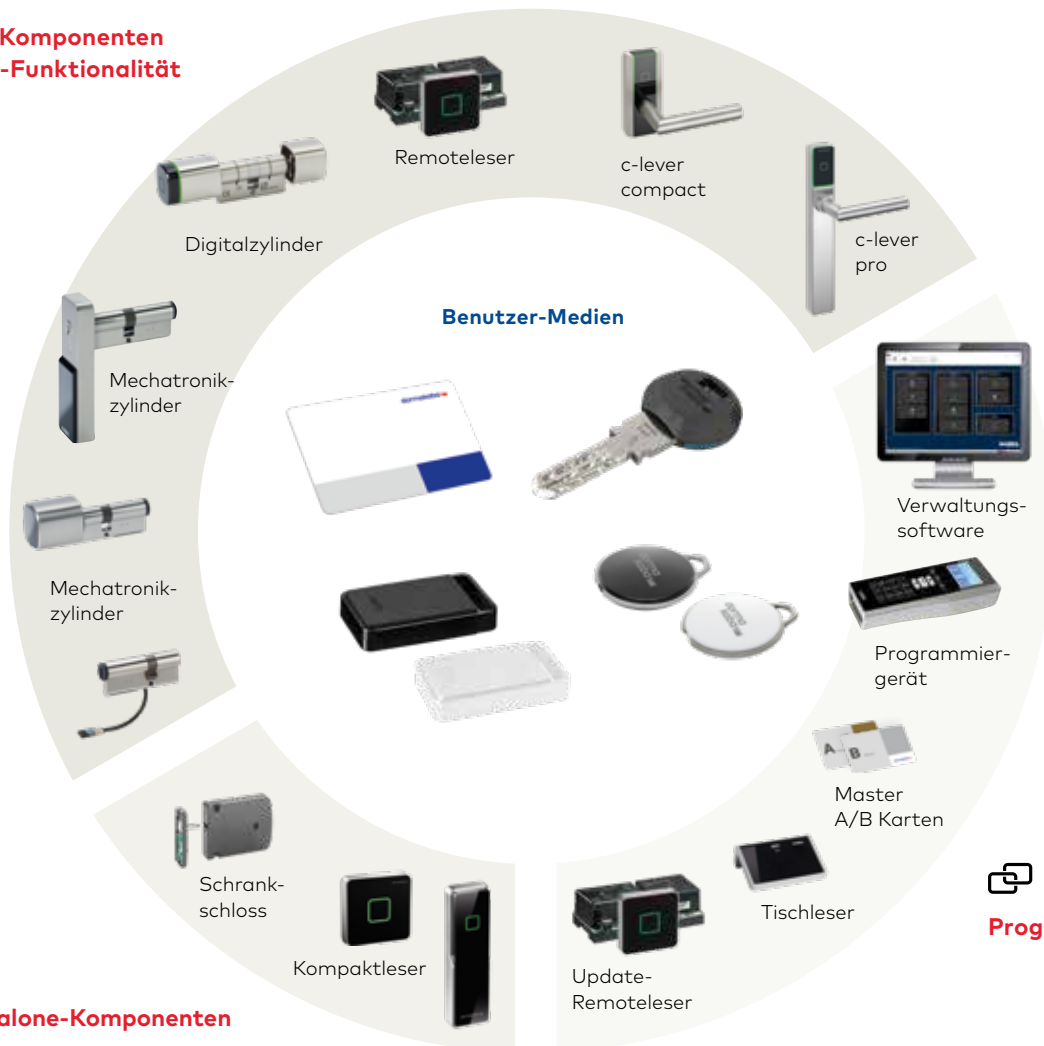 Komponenten
-Funktionalität
Remoteleser
c-lever
compact
c-lever
pro
Digitalzylinder
Benutzer-Medien
Mechatronik-
zylinder
Verwaltungs-
software
Mechatronik-
zylinder
Programmier-
gerät
A
B
Master
A/B Karten
Schrank-
schloss
Tischleser
Prog
Kompaktleser
Update-
Remoteleser
alone-Komponenten